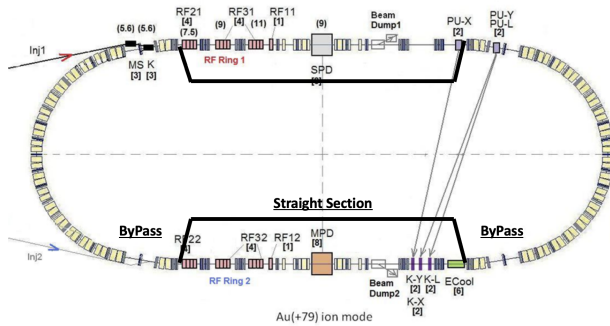 (5.6) (5.6)
RF21
[4]
(7.5)
(9)
RF31
[4]
(11)
RF11
[1]
(9)
Beam
Dump1
PU-X
[2]
PU-Y
PU-L
[2]
Inj1
MS K
[3] [3]
RF Ring 1
SPD
Straight Section
ByPass
ByPass
Inj2
RF22
RF32
[4] [4]
RF12
[1]
MPD
[8]
RF Ring 2
Beam
Dump2
K-Y K-L
[2] [2]
K-X
[2]
ECool
[6]
Au(+79) ion mode